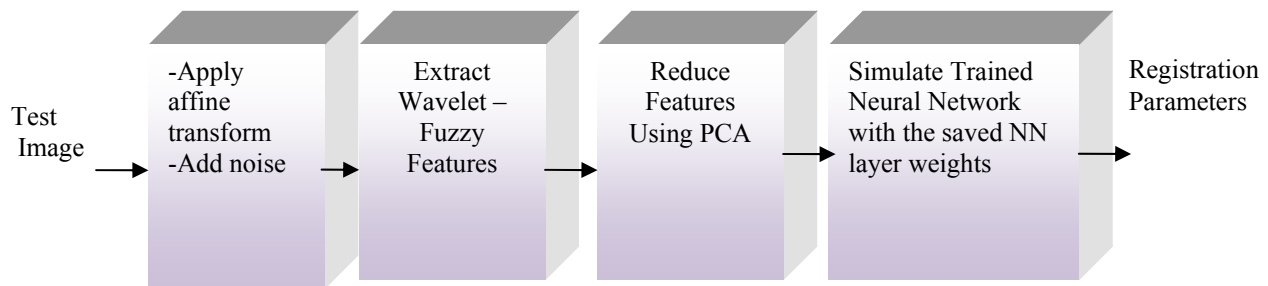 Test
Image
-Apply
affine
transform
-Add noise
Extract
Wavelet –
Fuzzy
Features
Reduce
Features
Using PCA
Simulate Trained
Neural Network
with the saved NN
layer weights
Registration
Parameters